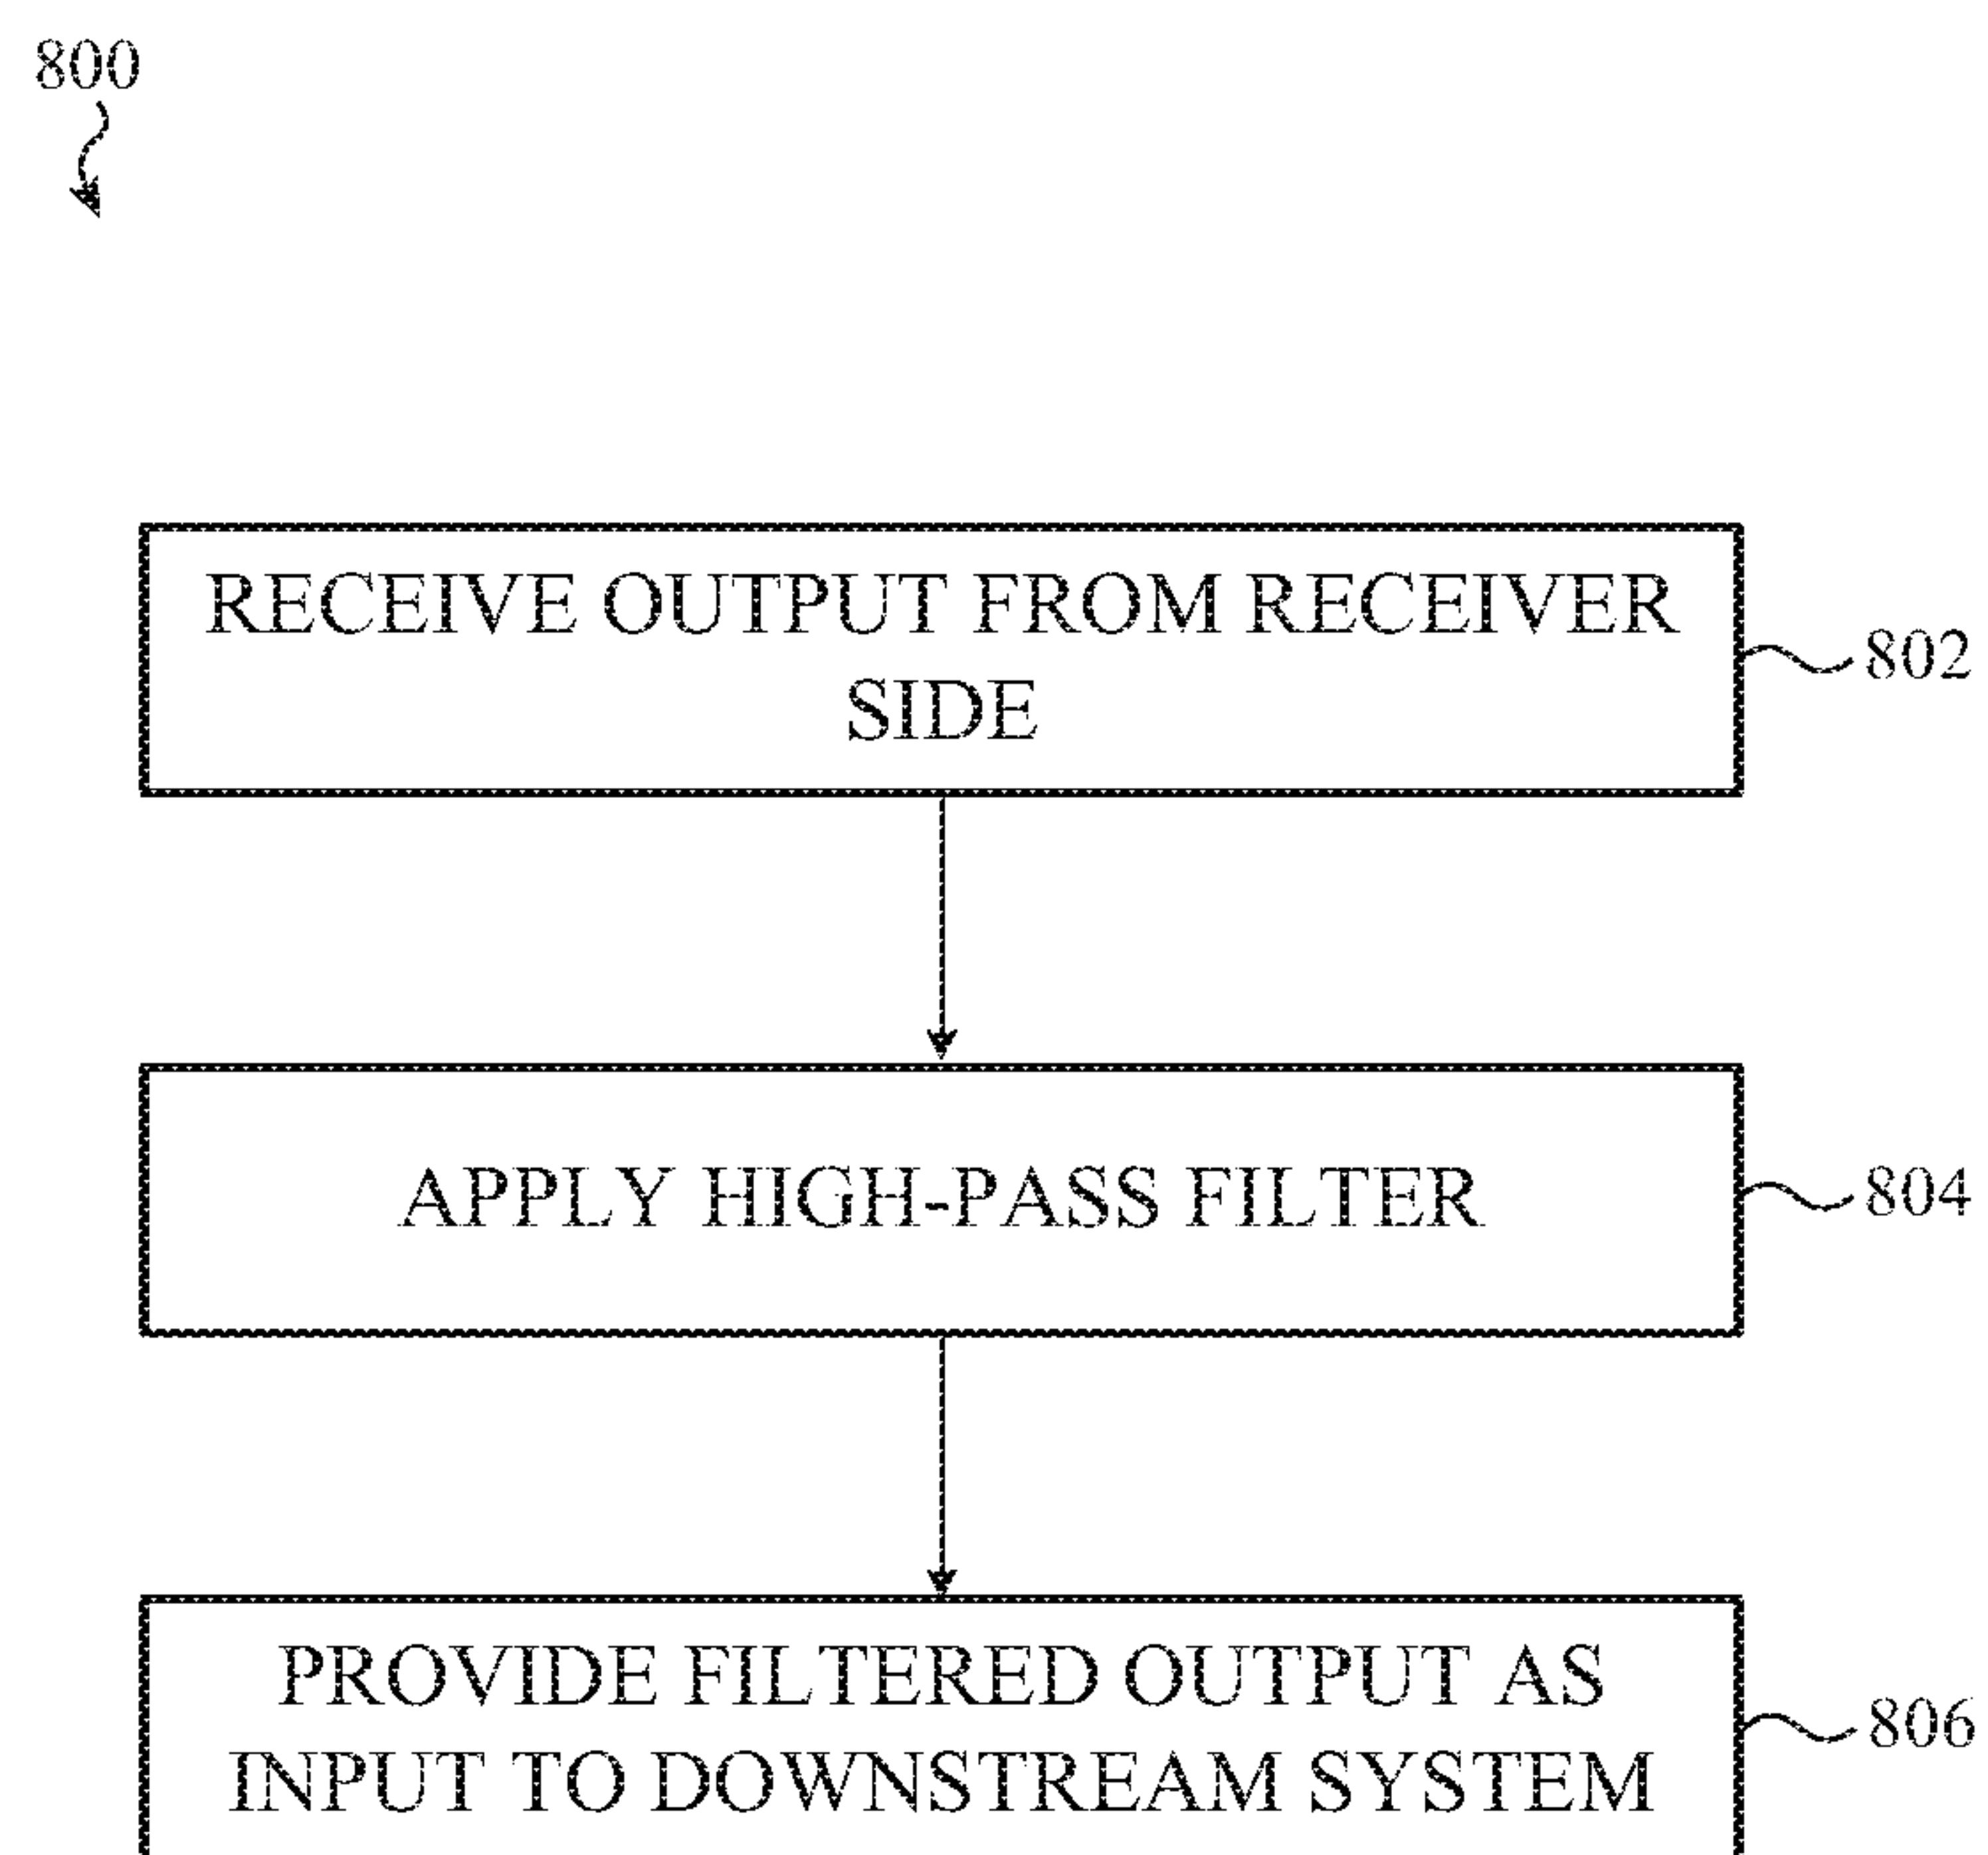 800
RECEIVE OUTPUT FROM RECEIVER
SIDE
802
APPLY HIGH-PASS FILTER
804
PROVIDE FILTERED OUTPUT AS
INPUT TO DOWNSTREAM SYSTEM
806